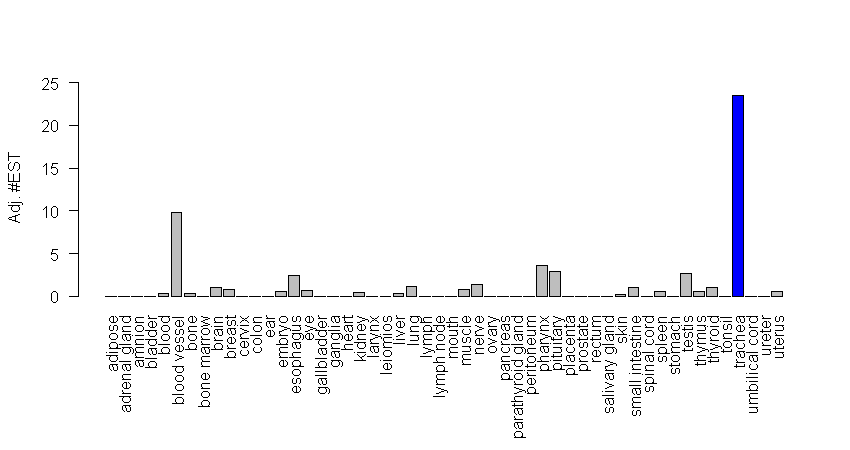 Adj. #EST
25
20
15
10
5
0
adipose
adrenal gland
amnion
bladder
blood
blood vessel
bone
bone marrow
brain
breast
cervix
colon
ear
embryo
esophagus
eye
gallbladder
ganglia
heart
kidney
larynx
leiomios
liver
lung
lymph
lymph node
mouth
muscle
nerve
ovary
pancreas
parathyroid gland
peritoneum
pharynx
pituitary
placenta
prostate
rectum
salivary gland
skin
small intestine
spinal cord
spleen
stomach
testis
thymus
thyroid
tonsil
trachea
umbilical cord
ureter
uterus